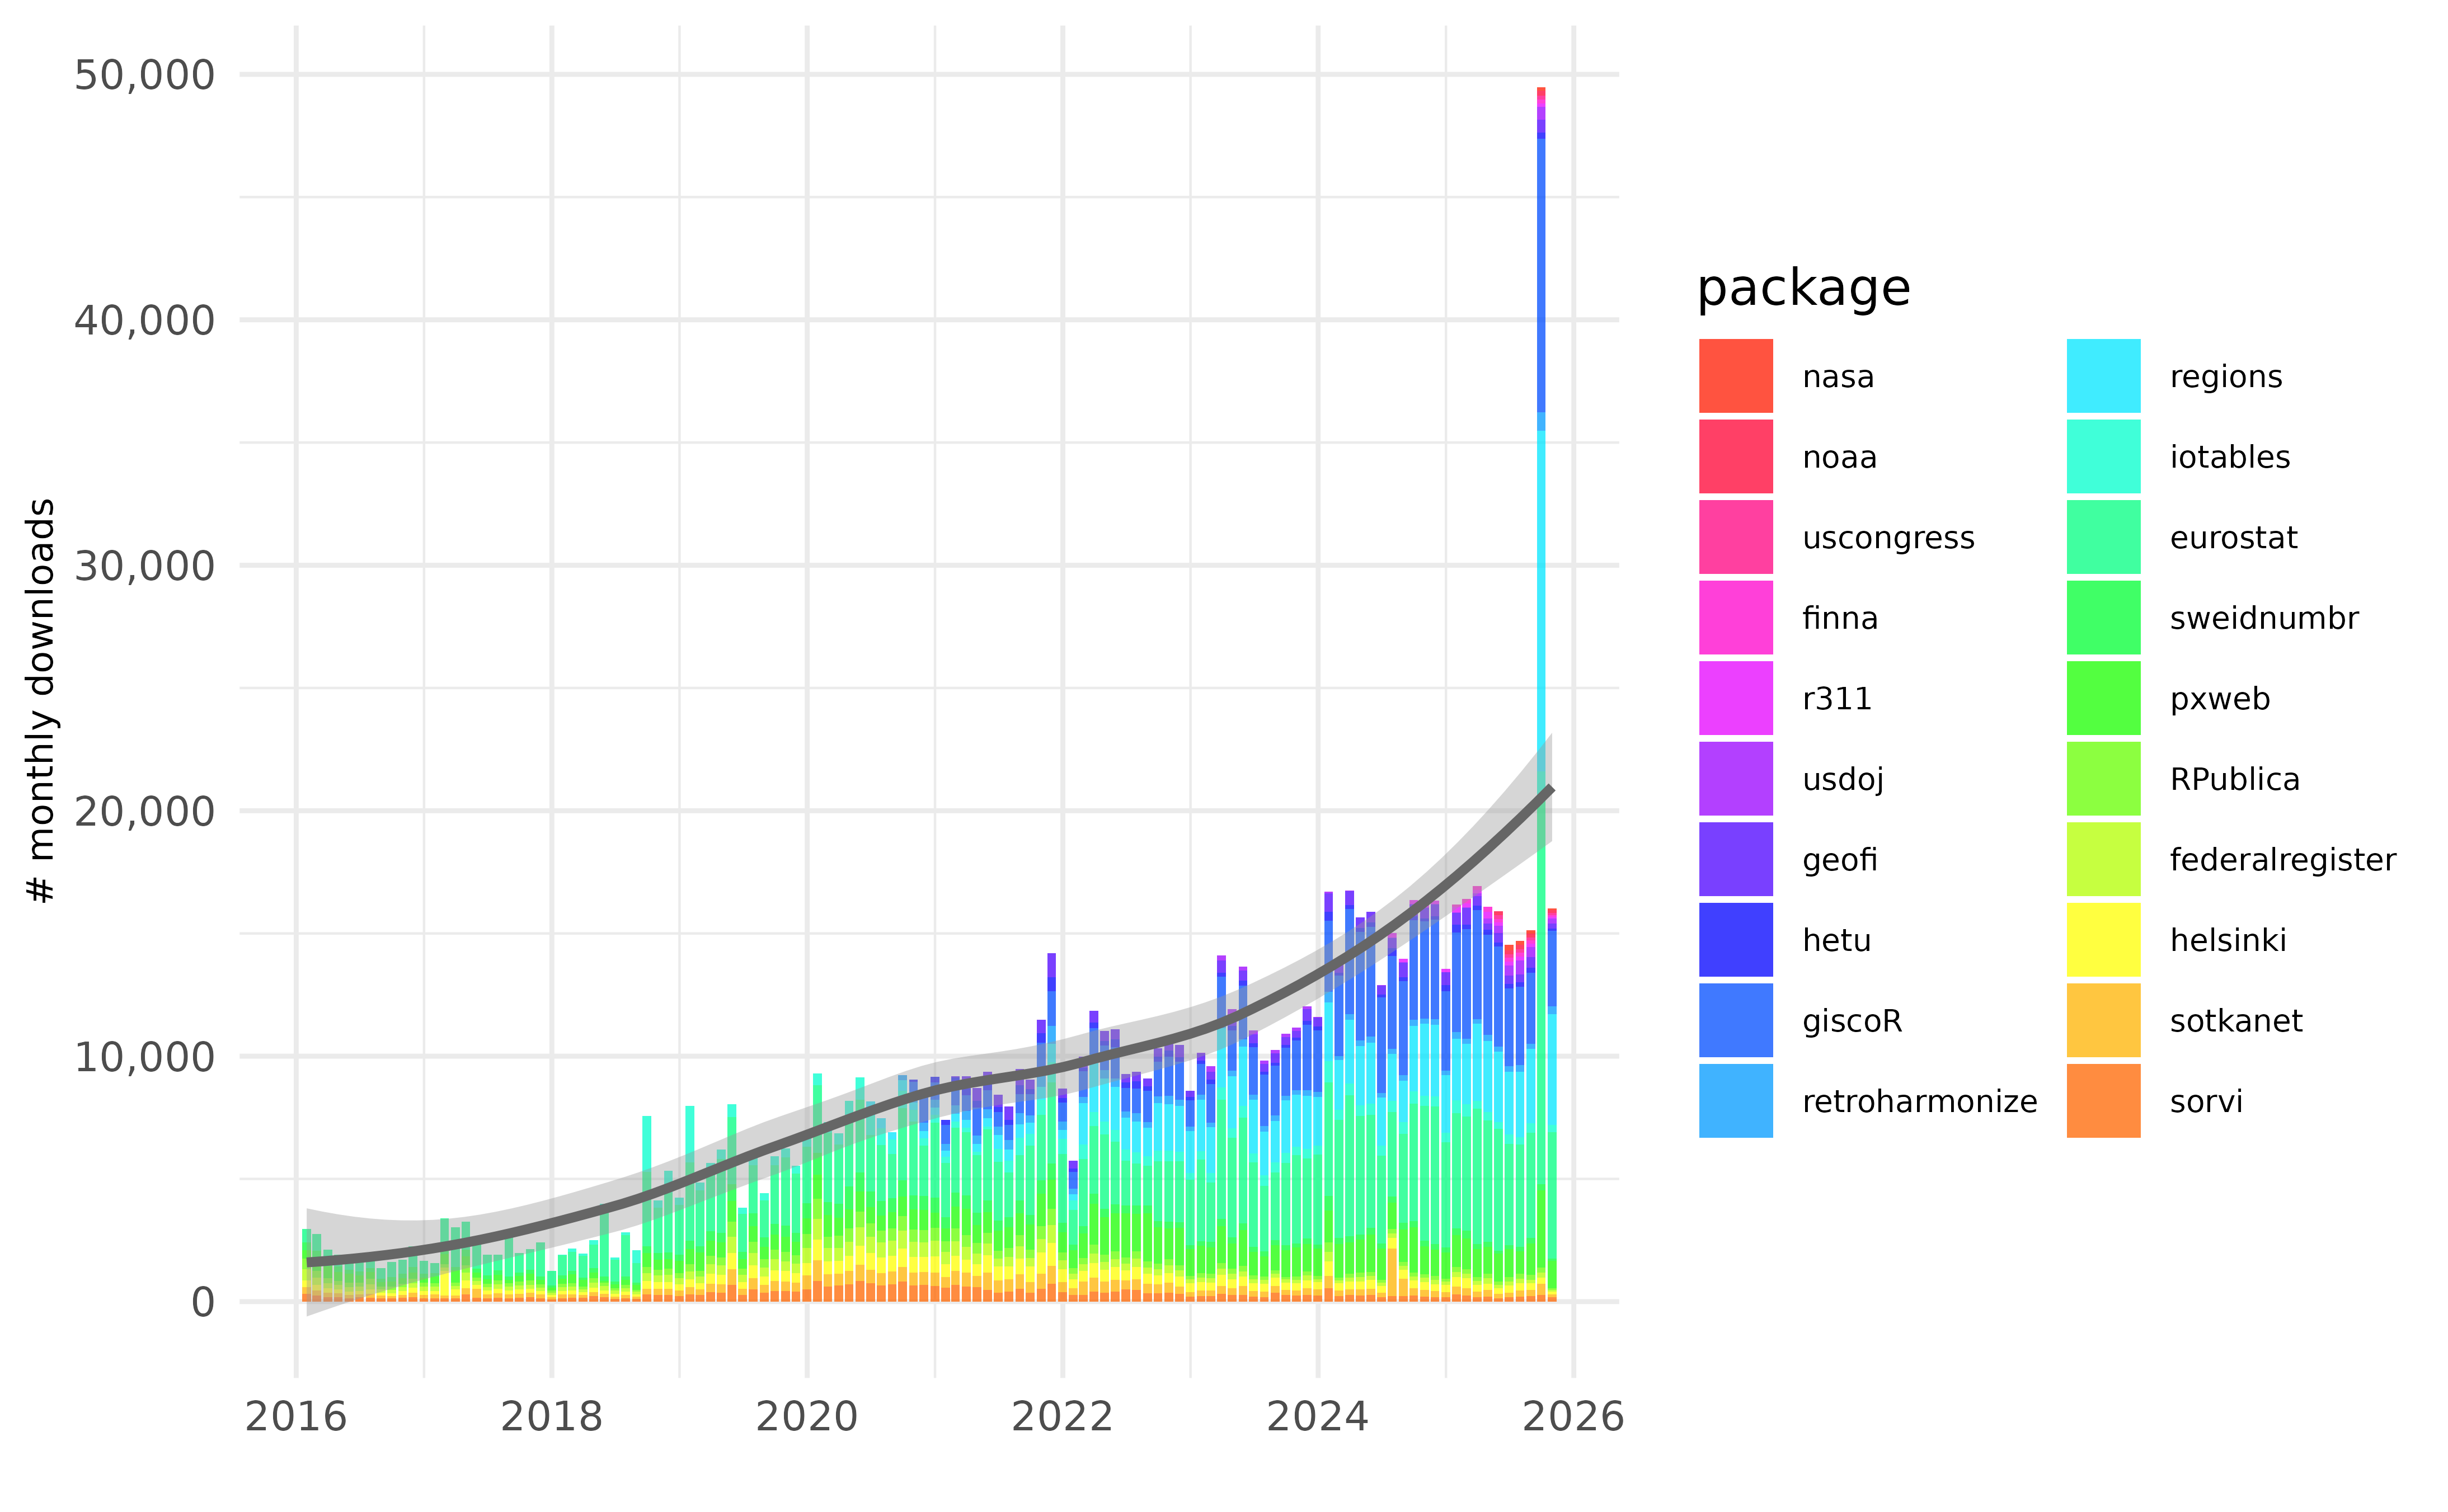 50,000
40,000
30,000
20,000
10,000
0
# monthly downloads
2016
2018
2020
2022
2024
2026
package
nasa
noaa
uscongress
finna
r311
usdoj
geofi
hetu
giscoR
retroharmonize
regions
iotables
eurostat
sweidnumbr
pxweb
RPublica
federalregister
helsinki
sotkanet
sorvi